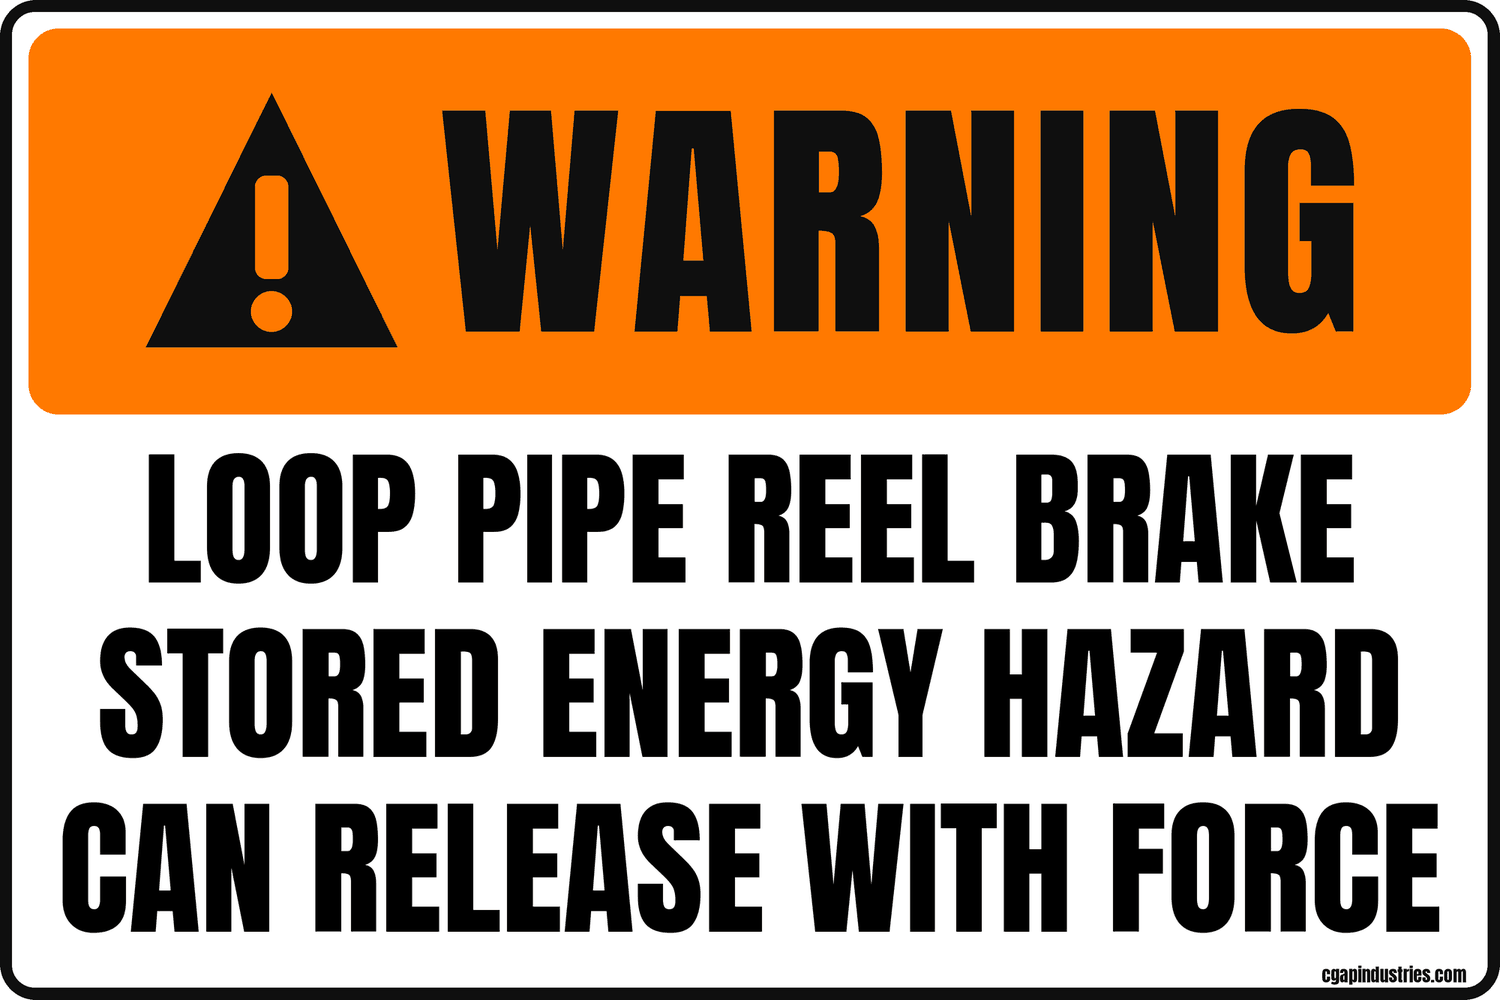 WARNING
LOOP PIPE REEL BRAKE
STORED ENERGY HAZARD
CAN RELEASE WITH FORCE
cgapindustries.com